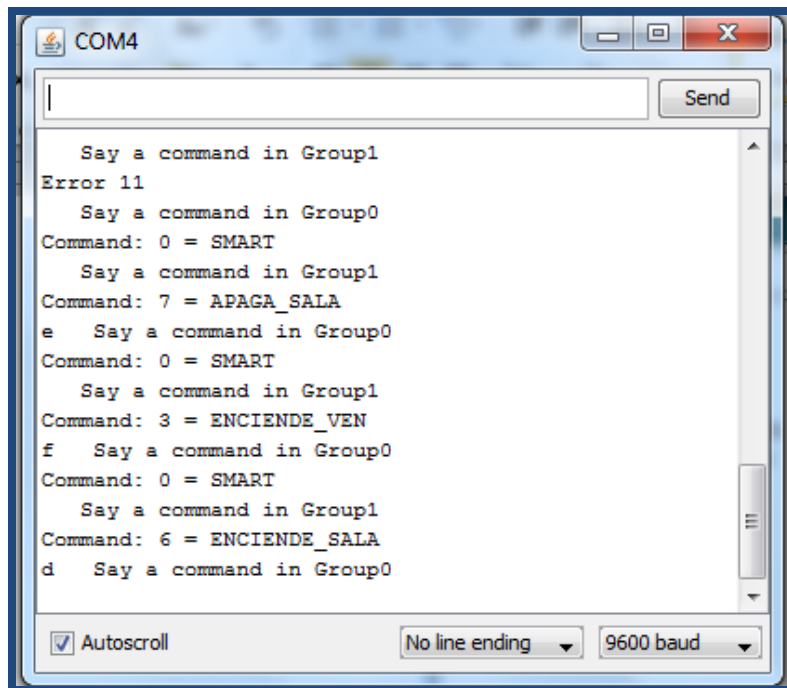 COM4
Send
Say a command in Group1
Error 11
Say a command in Group0
Command: 0 = SMART
Say a command in Group1
Command: 7 = APAGA_SALA
e   Say a command in Group0
Command: 0 = SMART
Say a command in Group1
Command: 3 = ENCIENDE_VEN
f   Say a command in Group0
Command: 0 = SMART
Say a command in Group1
Command: 6 = ENCIENDE_SALA
d   Say a command in Group0
Autoscroll No line ending 9600 baud